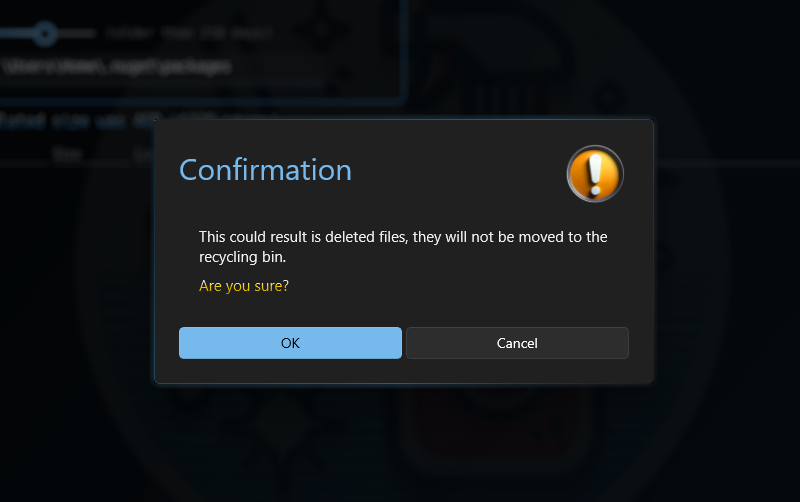 Confirmation
This could result is deleted files, they will not be moved to the
recycling bin.
Are you sure?
OK
Cancel